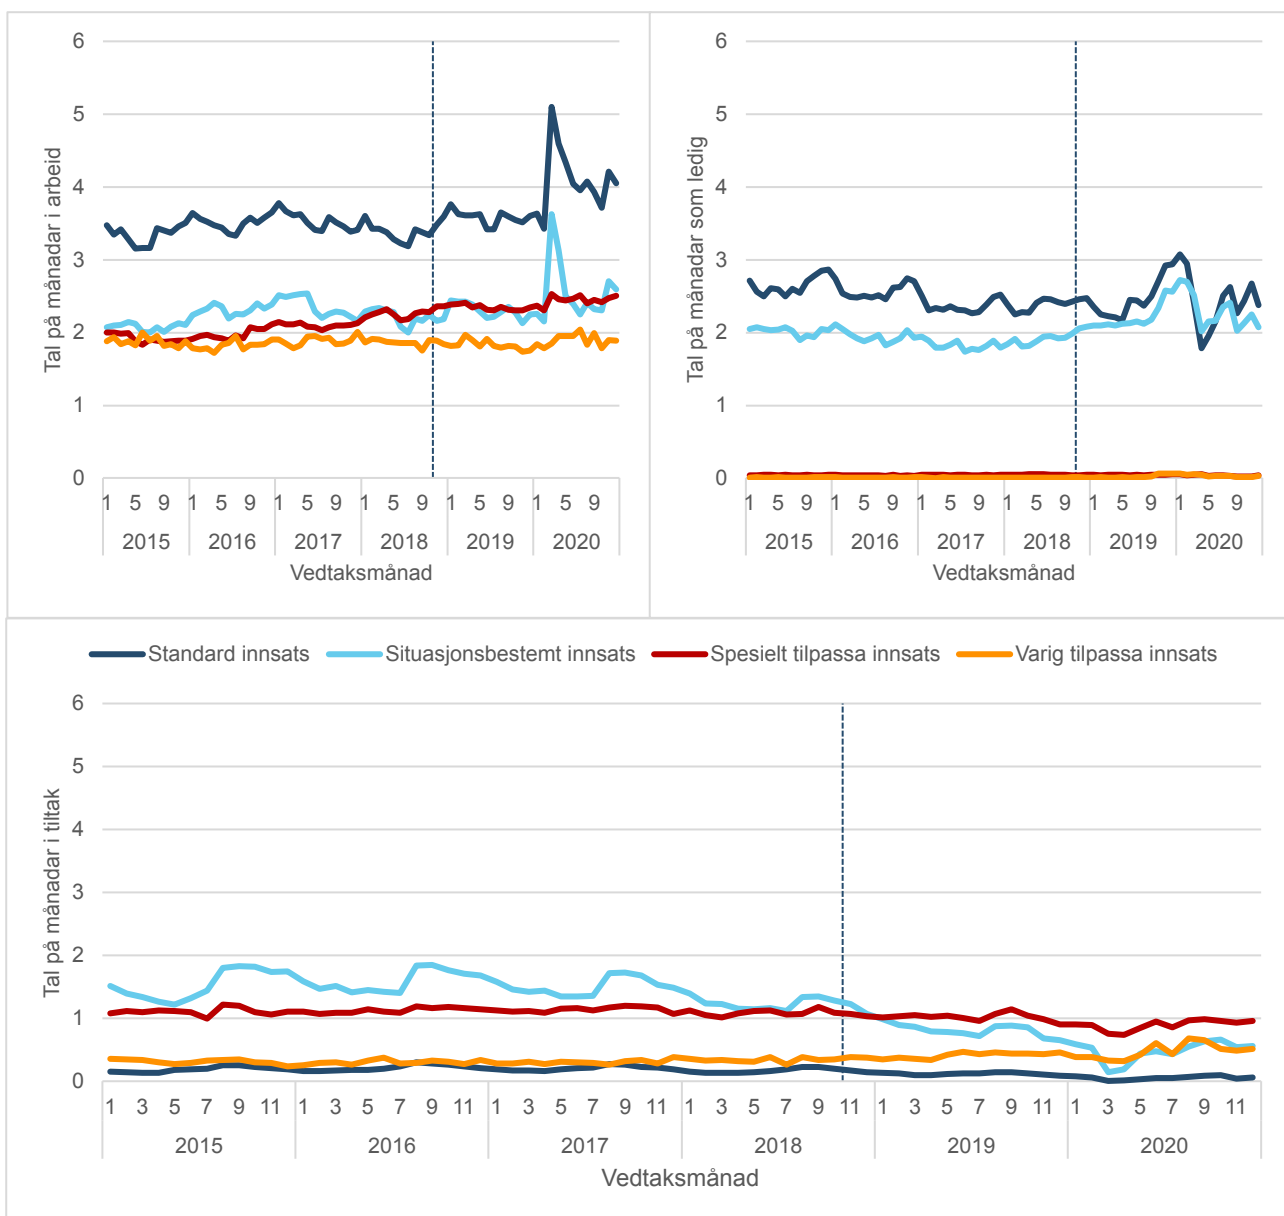 Tal på månadar i arbeid
6
5
4
3
2
1
0
1 5 9 1 5 9 1 5 9 1 5 9 1 5 9 1 5 9
2015 2016 2017 2018 2019 2020
Vedtaksmånad
Tal på månadar som ledig
6
5
4
3
2
1
0
1 5 9 1 5 9 1 5 9 1 5 9 1 5 9 1 5 9
2015 2016 2017 2018 2019 2020
Vedtaksmånad
Standard innsats Situasjonsbestemt innsats Spesielt tilpassa innsats Varig tilpassa innsats
Tal på månadar i tiltak
6
5
4
3
2
1
0
1 3 5 7 9 11 1 3 5 7 9 11 1 3 5 7 9 11 1 3 5 7 9 11 1 3 5 7 9 11 1 3 5 7 9 11
2015 2016 2017 2018 2019 2020
Vedtaksmånad